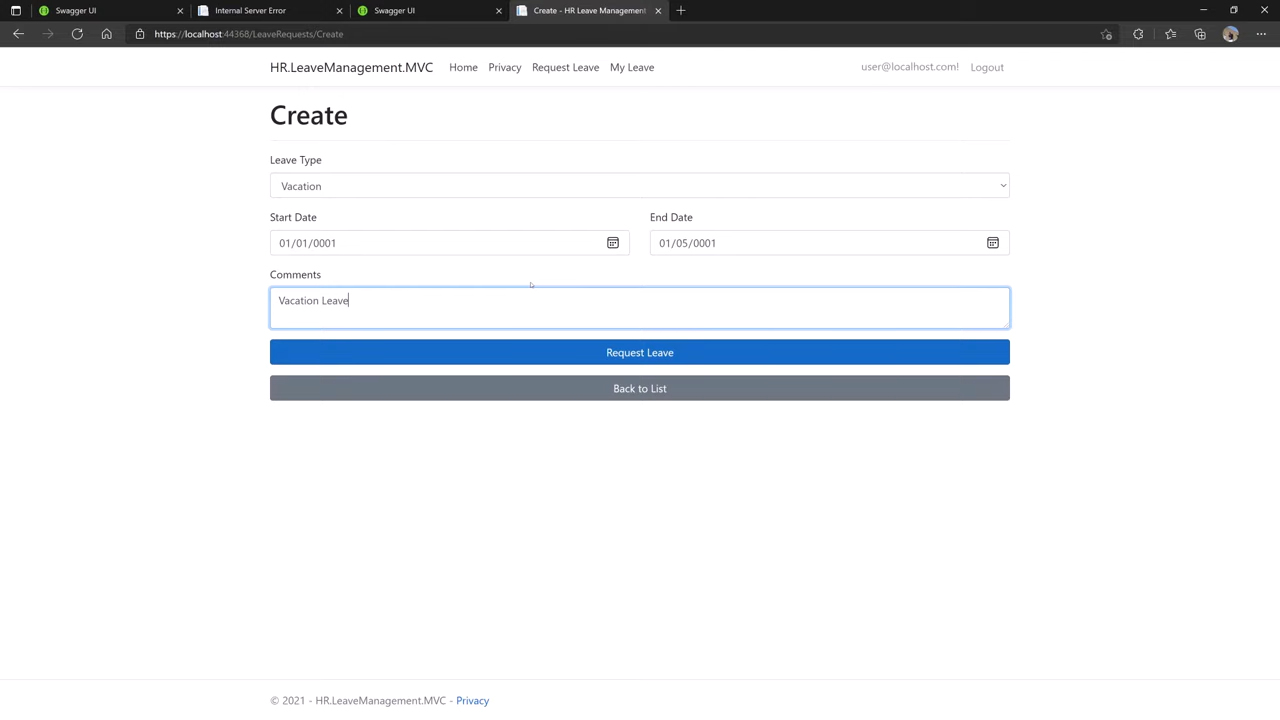 Swagger UI
Internal Server Error
Swagger UI
Create - HR Leave Management
https://localhost:44368/LeaveRequests/Create
HR.LeaveManagement.MVC Home Privacy Request Leave My Leave user@localhost.com! Logout
Create
Leave Type
Vacation
Start Date End Date
01/01/0001 01/05/0001
Comments
Vacation Leave
Request Leave
Back to List
© 2021 - HR.LeaveManagement.MVC - Privacy